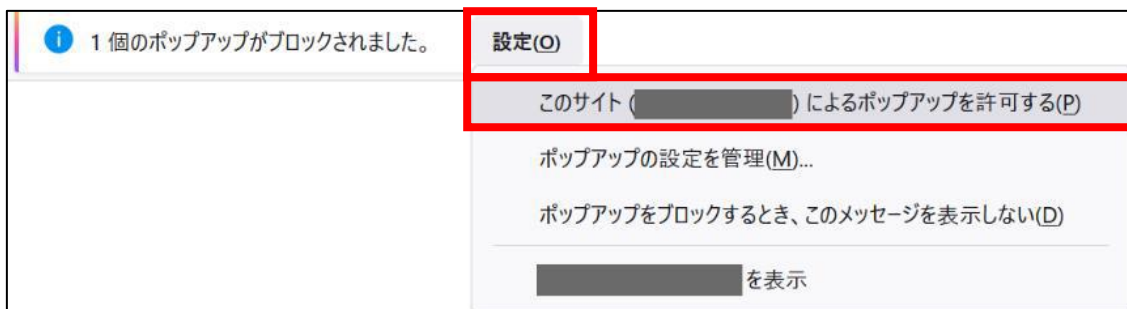 1 個のポップアップがブロックされました。 設定(O)
このサイト ( ) によるポップアップを許可する(P)
ポップアップの設定を管理(M)...
ポップアップをブロックするとき、このメッセージを表示しない(D)
を表示